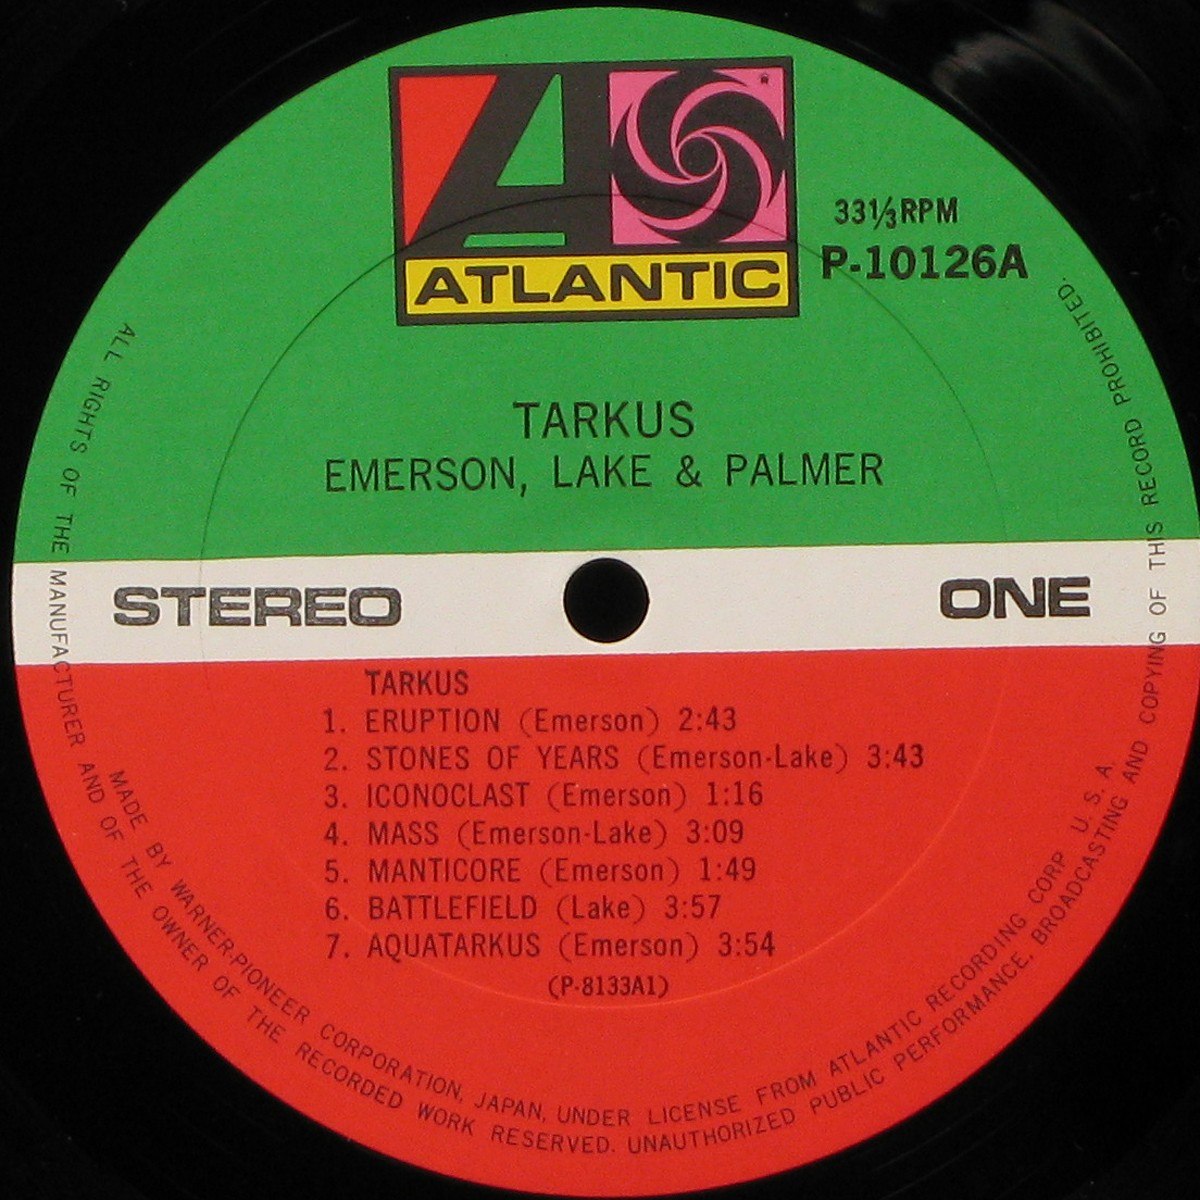 ATLANTIC
®
33⅓RPM
P-10126A
TARKUS
EMERSON, LAKE & PALMER
STEREO
ONE
TARKUS
1. ERUPTION (Emerson) 2:43
2. STONES OF YEARS (Emerson-Lake) 3:43
3. ICONOCLAST (Emerson) 1:16
4. MASS (Emerson-Lake) 3:09
5. MANTICORE (Emerson) 1:49
6. BATTLEFIELD (Lake) 3:57
7. AQUATARKUS (Emerson) 3:54
(P-8133A1)
MADE BY WARNER-PIONEER CORPORATION, JAPAN, UNDER LICENSE FROM ATLANTIC RECORDING CORP U. S. A.
ALL RIGHTS OF THE MANUFACTURER AND OF THE OWNER OF THE RECORDED WORK RESERVED. UNAUTHORIZED PUBLIC PERFORMANCE, BROADCASTING AND COPYING OF THIS RECORD PROHIBITED.